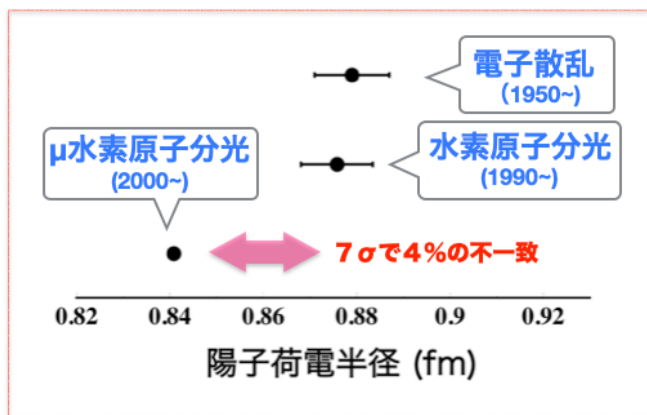 電子散乱
(1950~)
μ水素原子分光
(2000~)
水素原子分光
(1990~)
7σで4%の不一致
0.82 0.84 0.86 0.88 0.9 0.92
陽子荷電半径 (fm)